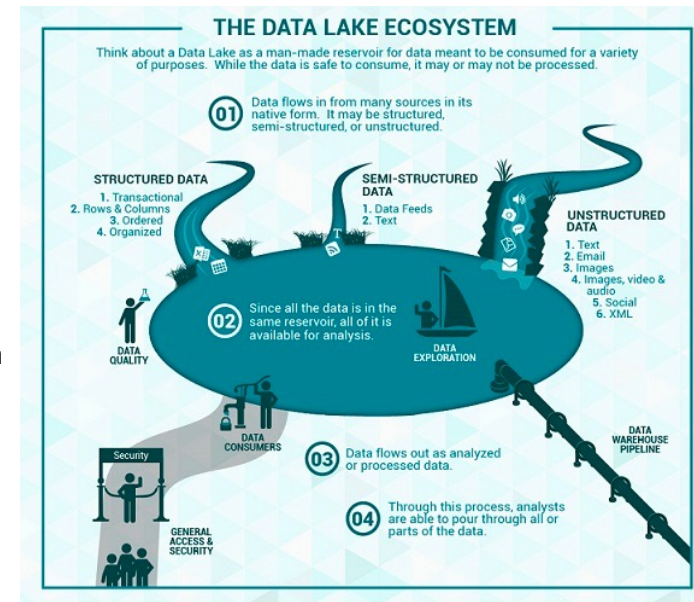 THE DATA LAKE ECOSYSTEM
Think about a Data Lake as a man-made reservoir for data meant to be consumed for a variety
of purposes. While the data is safe to consume, it may or may not be processed.
01
Data flows in from many sources in its
native form. It may be structured,
semi-structured, or unstructured.
STRUCTURED DATA
1. Transactional
2. Rows & Columns
3. Ordered
4. Organized
SEMI-STRUCTURED
DATA
1. Data Feeds
2. Text
T
UNSTRUCTURED
DATA
1. Text
2. Email
3. Images
4. Images, video &
audio
5. Social
6. XML
02
Since all the data is in the
same reservoir, all of it is
available for analysis.
DATA
QUALITY
DATA
EXPLORATION
DATA
CONSUMERS
03
Data flows out as analyzed
or processed data.
DATA
WAREHOUSE
PIPELINE
Security
04
Through this process, analysts
are able to pour through all or
parts of the data.
GENERAL
ACCESS &
SECURITY